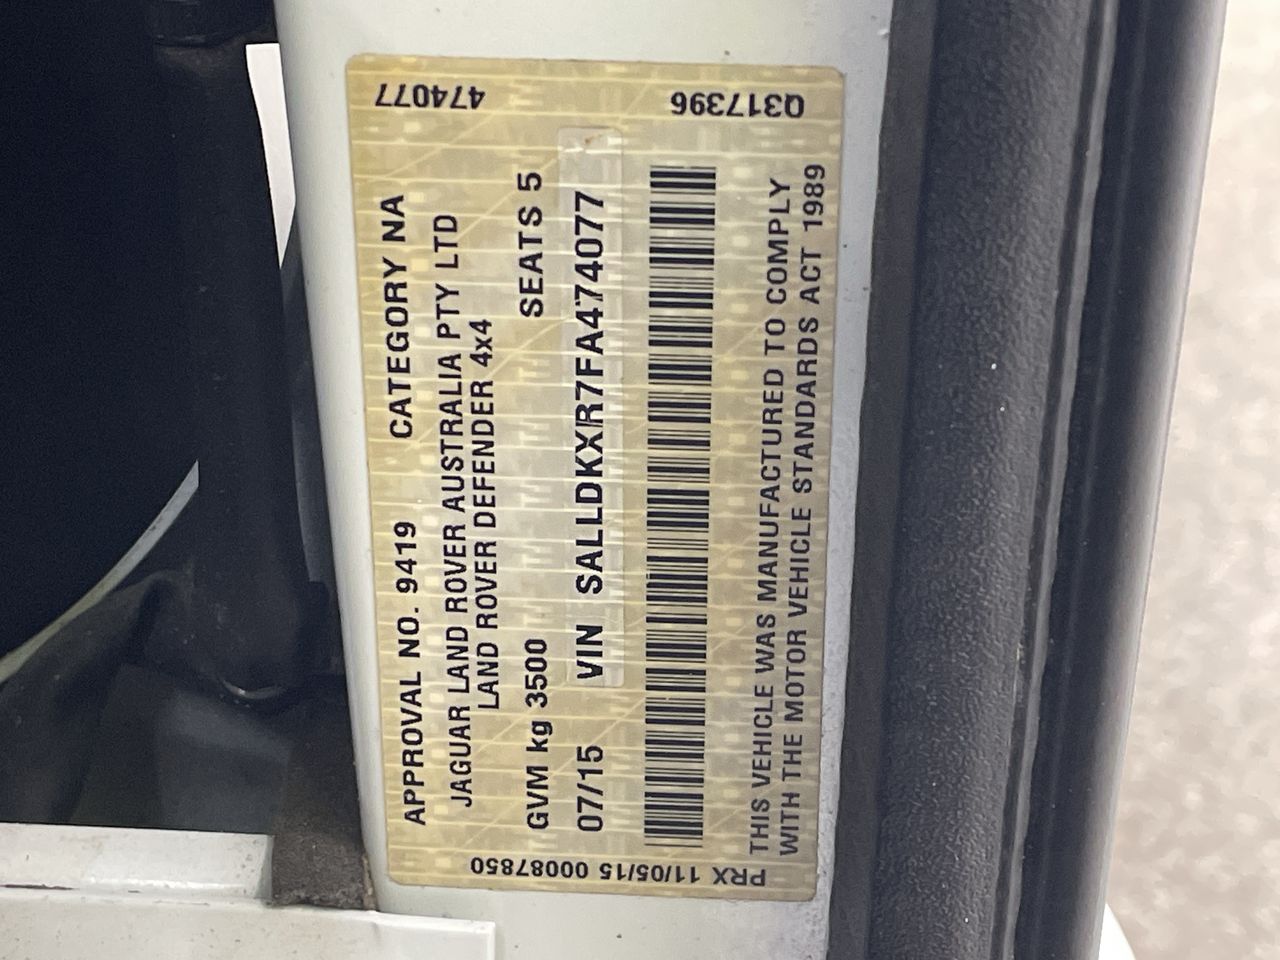 474077
Q317396
APPROVAL NO. 9419 CATEGORY NA
JAGUAR LAND ROVER AUSTRALIA PTY LTD
LAND ROVER DEFENDER 4x4
GVM kg 3500 SEATS 5
07/15 VIN SALLDKXR7FA474077
THIS VEHICLE WAS MANUFACTURED TO COMPLY
WITH THE MOTOR VEHICLE STANDARDS ACT 1989
PRX 11/05/15 00087850